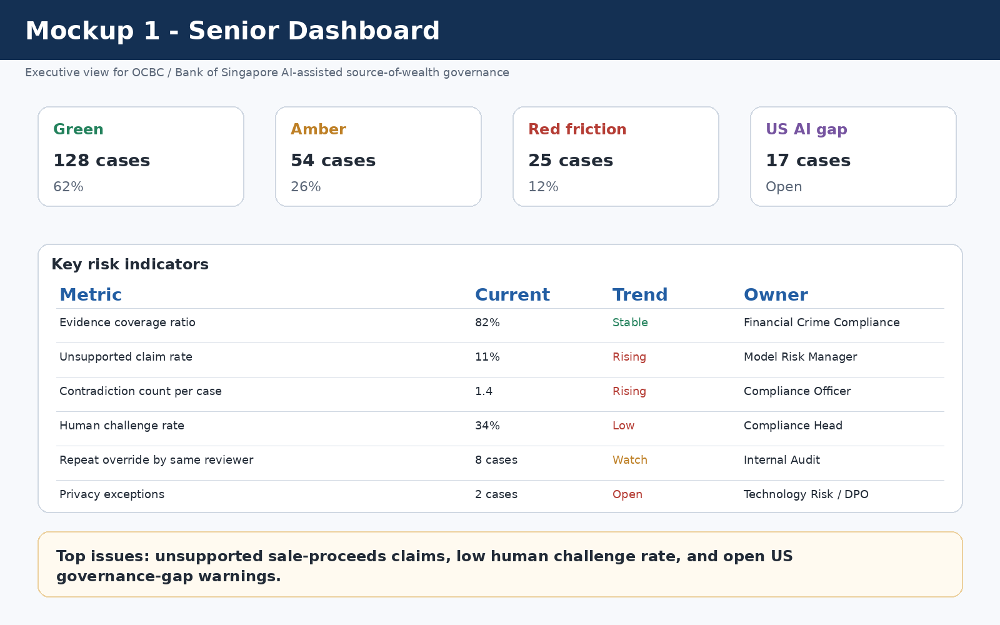 Mockup 1 - Senior Dashboard
Executive view for OCBC / Bank of Singapore AI-assisted source-of-wealth governance
Green
128 cases
62%
Amber
54 cases
26%
Red friction
25 cases
12%
US AI gap
17 cases
Open
Key risk indicators
Metric Current Trend Owner
Evidence coverage ratio 82% Stable Financial Crime Compliance
Unsupported claim rate 11% Rising Model Risk Manager
Contradiction count per case 1.4 Rising Compliance Officer
Human challenge rate 34% Low Compliance Head
Repeat override by same reviewer 8 cases Watch Internal Audit
Privacy exceptions 2 cases Open Technology Risk / DPO
Top issues: unsupported sale-proceeds claims, low human challenge rate, and open US
governance-gap warnings.